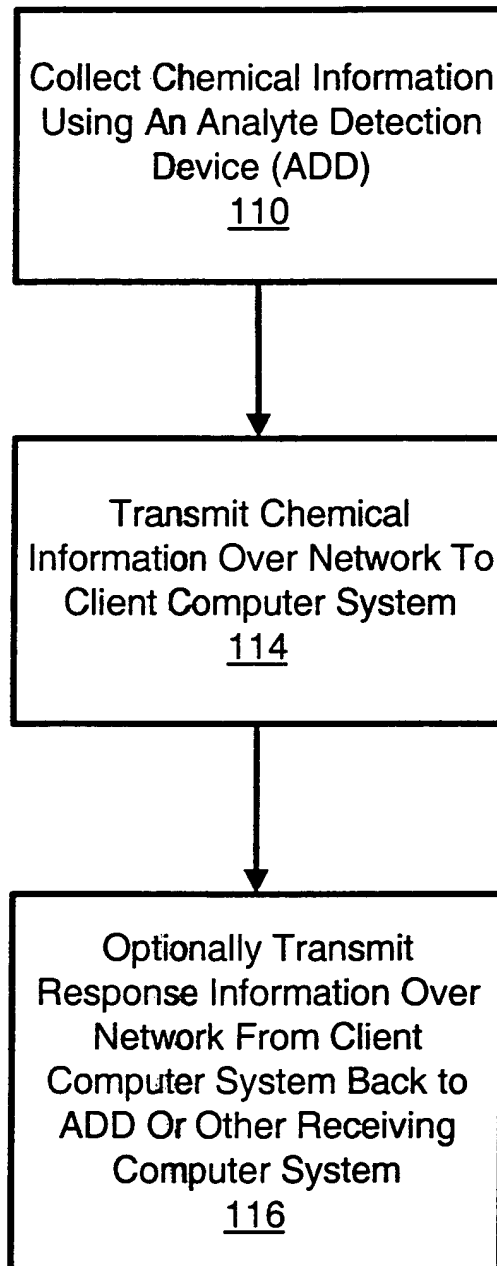 Collect Chemical Information
Using An Analyte Detection
Device (ADD)
110
Transmit Chemical
Information Over Network To
Client Computer System
114
Optionally Transmit
Response Information Over
Network From Client
Computer System Back to
ADD Or Other Receiving
Computer System
116